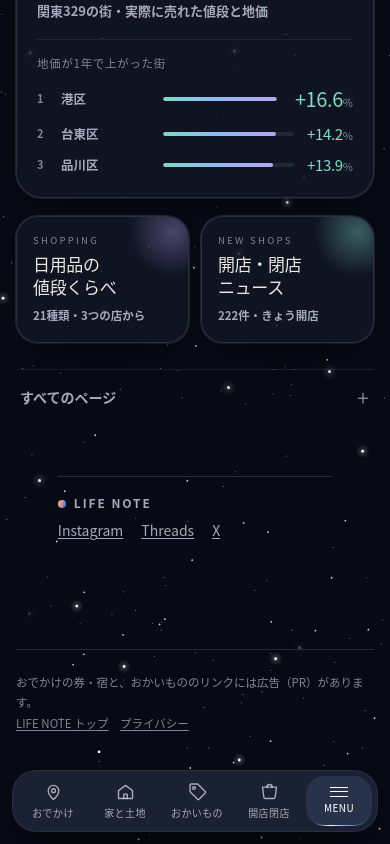 関東329の街・実際に売れた値段と地価
地価が1年で上がった街
1 港区 +16.6%
2 台東区 +14.2%
3 品川区 +13.9%
SHOPPING
日用品の
値段くらべ
21種類・3つの店から
NEW SHOPS
開店・閉店
ニュース
222件・きょう開店
すべてのページ +
LIFE NOTE
Instagram Threads X
おでかけの券・宿と、おかいもののリンクには広告（PR）がありま
す。
LIFE NOTE トップ プライバシー
おでかけ 家と土地 おかいもの 開店閉店 MENU